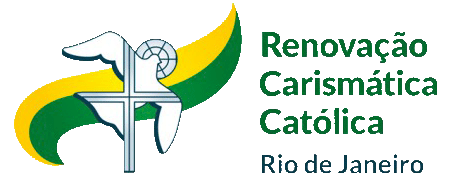 Renovação
Carismática
Católica
Rio de Janeiro